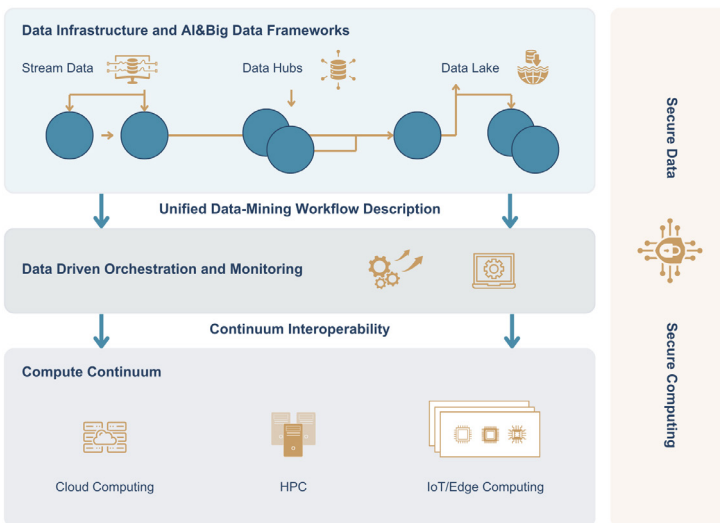 Data Infrastructure and AI&Big Data Frameworks
Stream Data
Data Hubs
Data Lake
Unified Data-Mining Workflow Description
Data Driven Orchestration and Monitoring
Continuum Interoperability
Compute Continuum
Cloud Computing
HPC
IoT/Edge Computing
Secure Data
Secure Computing